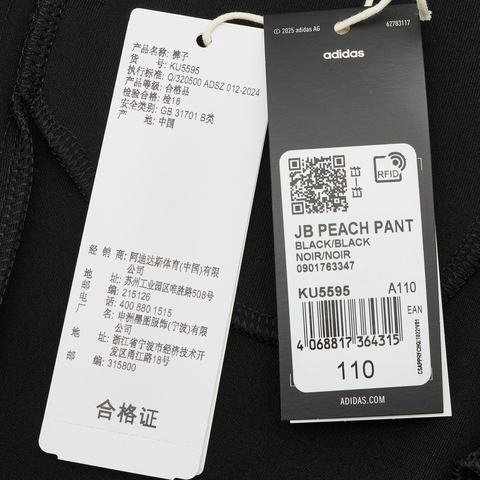 产品名称: 裤子
货 号: KU5595
执行标准: Q/320500 ADSZ 012-2024
产品等级: 合格品
检验合格: 检18
安全类别: GB 31701 B类
产 地: 中国
经 销 商: 阿迪达斯体育(中国)有限公司
地 址: 苏州工业园区唯胜路508号
邮 编: 215126
电 话: 400 880 1515
厂 名: 申洲墨图服饰(宁波)有限公司
地 址: 浙江省宁波市经济技术开发区甬江路18号
邮 编: 315800
合格证
© 2025 adidas AG
62783117
adidas
RFID
JB PEACH PANT
BLACK/BLACK
NOIR/NOIR
0901763347
KU5595 A110
EAN
4 068817 364315
110
ADIDAS.COM